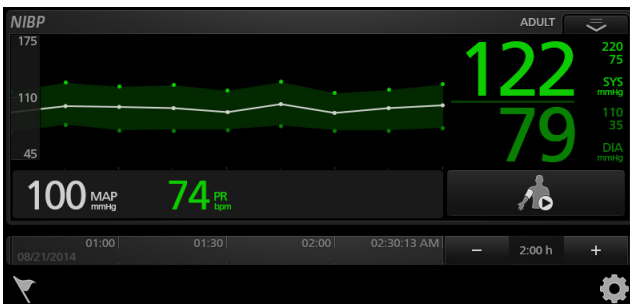 NIBP ADULT
175
110
45
122
220
75
SYS
mmHg
79
110
35
DIA
mmHg
100 MAP
mmHg
74 PR
bpm
01:00 01:30 02:00 02:30:13 AM
08/21/2014
− 2:00 h +